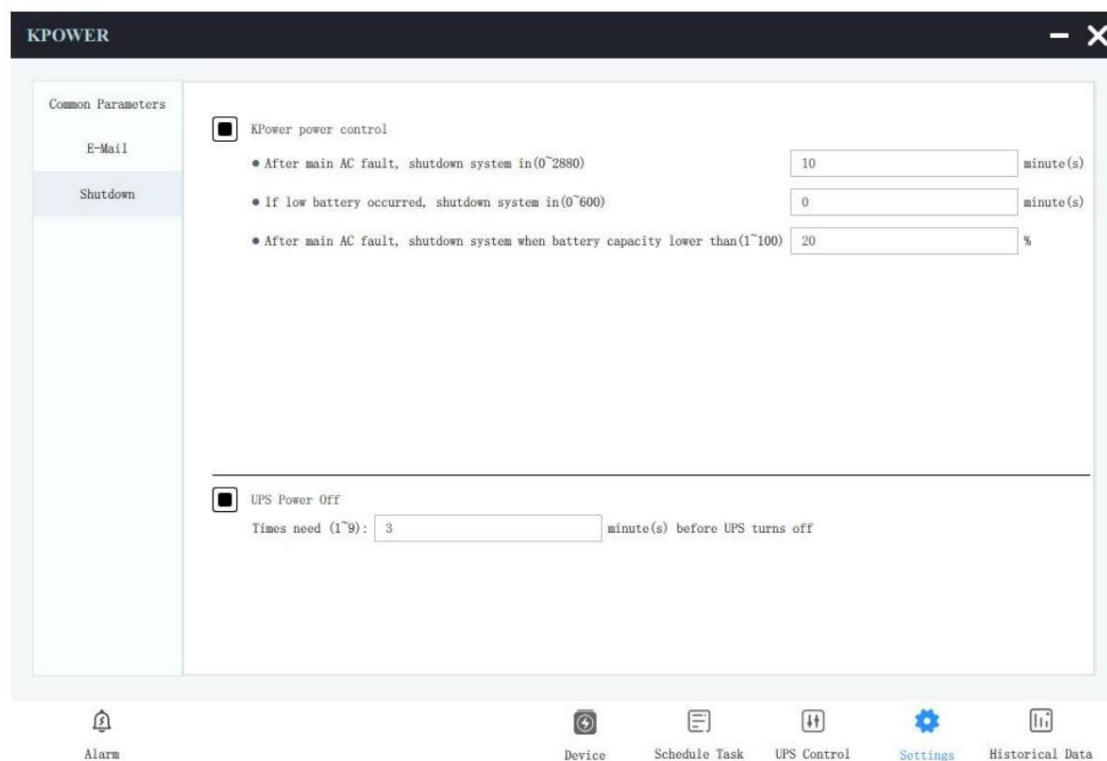 KPOWER
Common Parameters
E-Mail
Shutdown
KPower power control
● After main AC fault, shutdown system in(0~2880) 10 minute(s)
● If low battery occurred, shutdown system in(0~600) 0 minute(s)
● After main AC fault, shutdown system when battery capacity lower than(1~100) 20 %
UPS Power Off
Times need (1~9): 3 minute(s) before UPS turns off
Alarm Device Schedule Task UPS Control Settings Historical Data